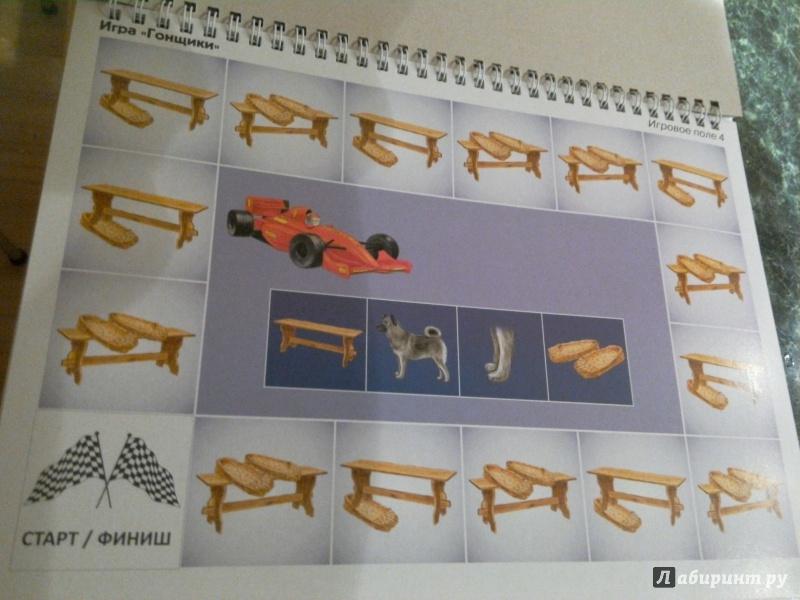 Игра «Гонщики»
Игровое поле 4
СТАРТ / ФИНИШ
Лабиринт.ру